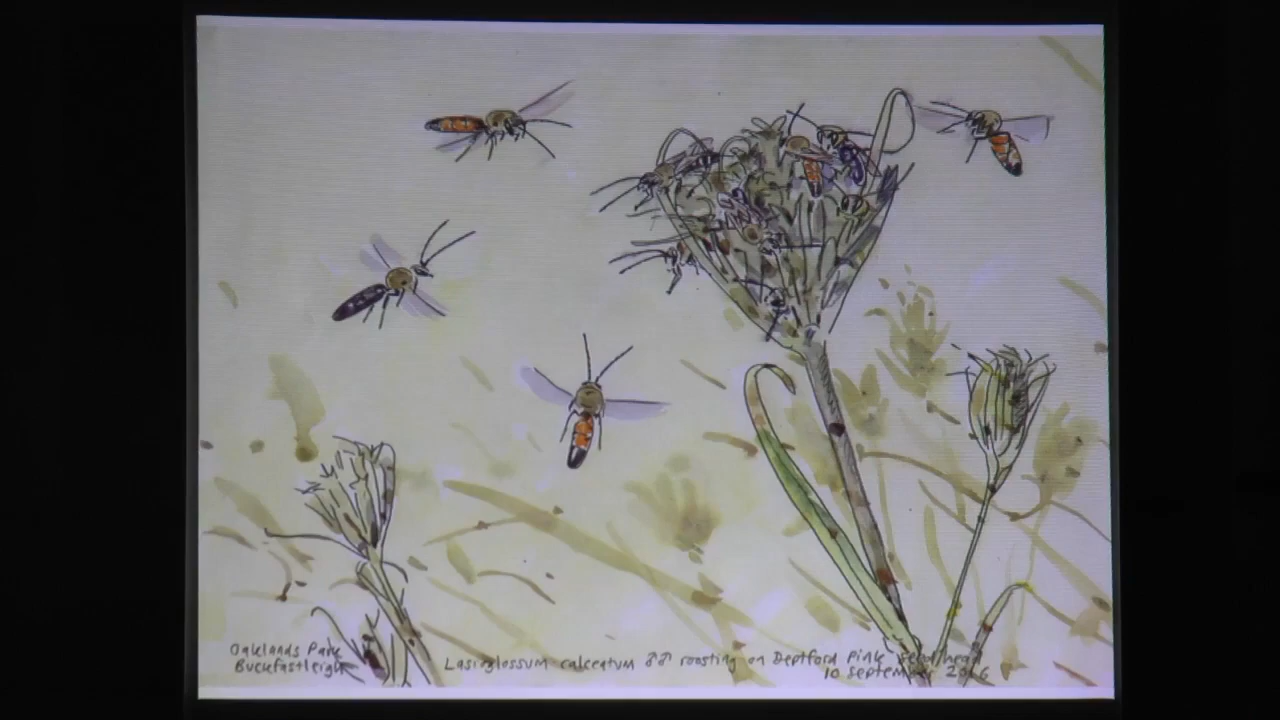 Oaklands Park
Buckfastleigh
Lasioglossum calceatum ♂♂ roosting on Deptford Pink seedhead
10 September 2016